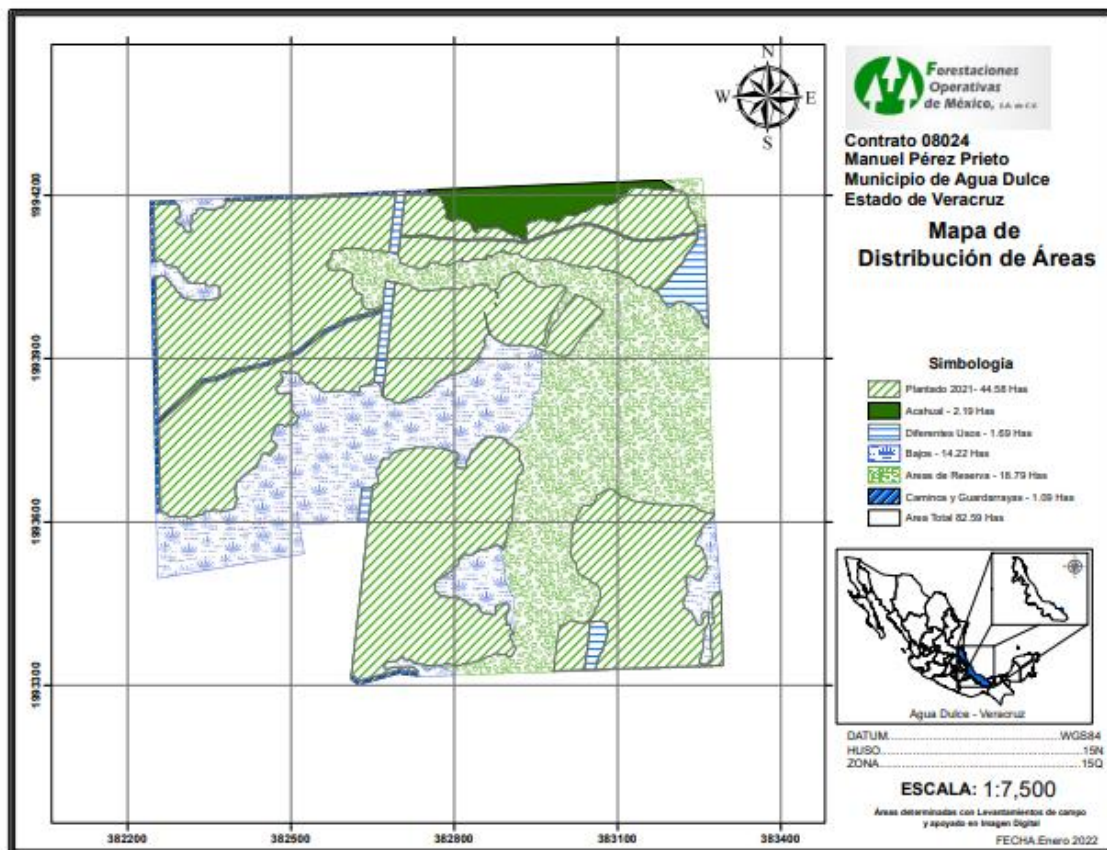 N
W E
S
Forestaciones
Operativas
de México, S.A. de C.V.
Contrato 08024
Manuel Pérez Prieto
Municipio de Agua Dulce
Estado de Veracruz
Mapa de
Distribución de Áreas
Simbologia
Plantado 2021- 44.58 Has
Acahual - 2.19 Has
Diferentes Usos - 1.69 Has
Bajos - 14.22 Has
Areas de Reserva - 18.79 Has
Caminos y Guardarrayas - 1.09 Has
Area Total 82.59 Has
Agua Dulce - Veracruz
DATUM WGS84
HUSO 15N
ZONA 15Q
ESCALA: 1:7,500
Áreas determinadas con Levantamientos de campo
y apoyado en Imagen Digital
FECHA:Enero 2022
1994200
1993900
1993600
1993300
382200 382500 382800 383100 383400